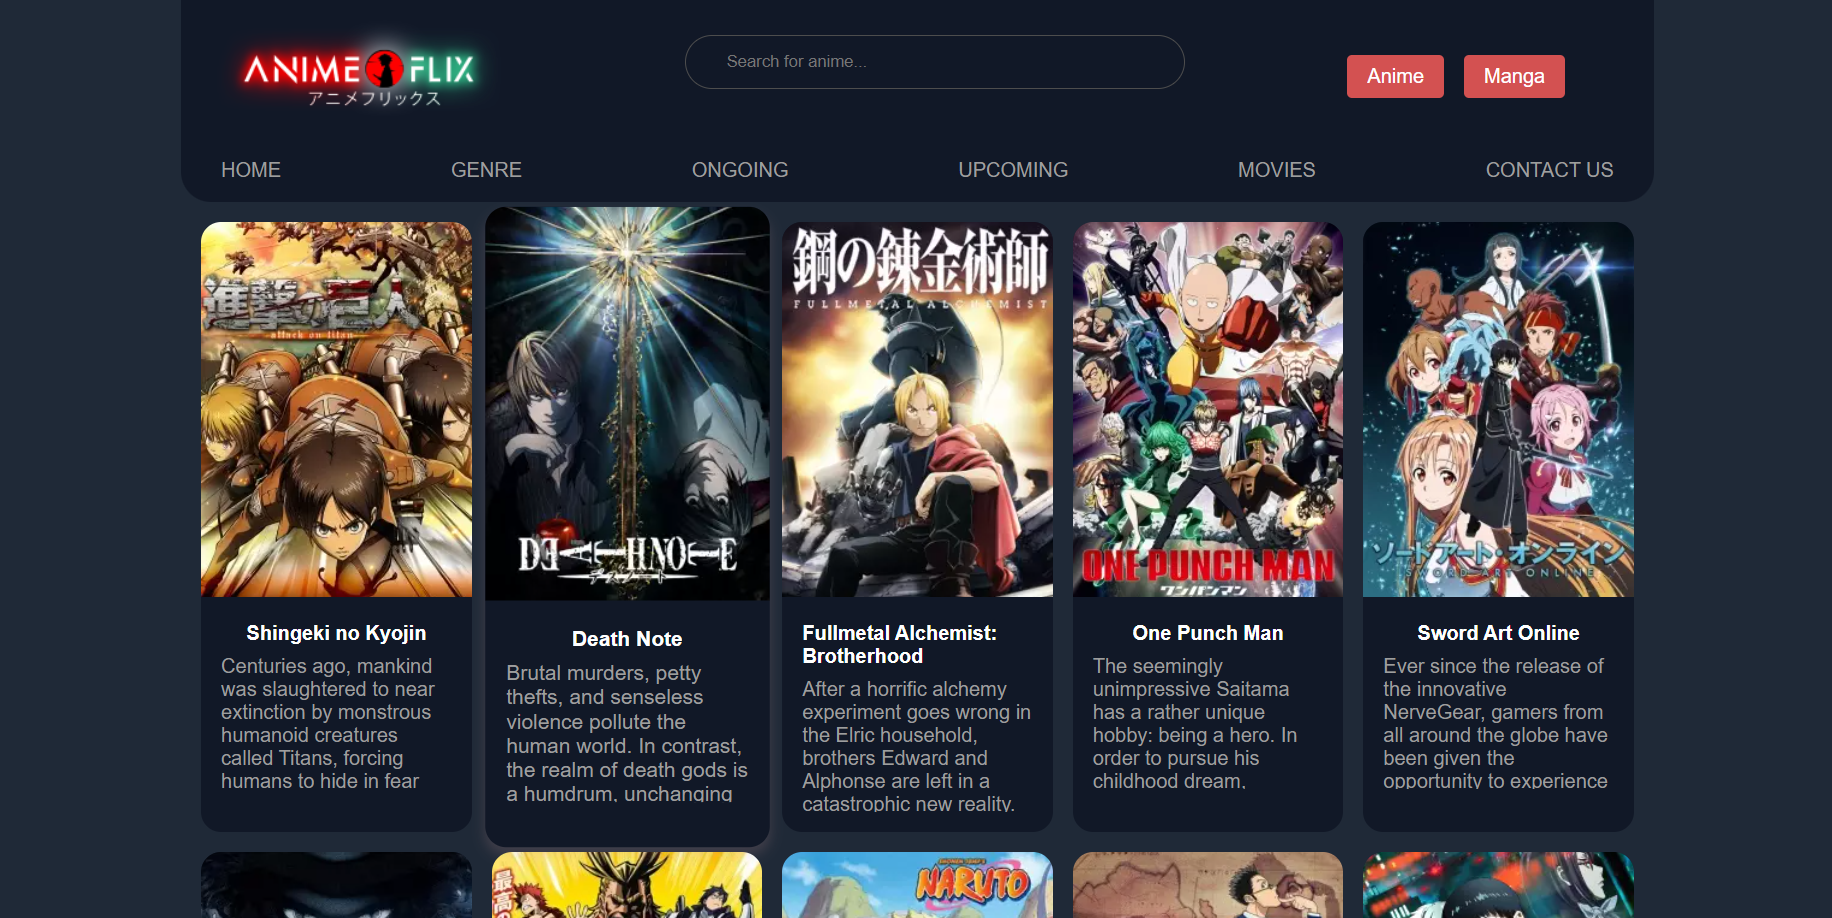 ANIME FLIX
アニメフリックス
Search for anime...
Anime
Manga
HOME
GENRE
ONGOING
UPCOMING
MOVIES
CONTACT US
進撃の巨人
attack on titan
DEATH NOTE
デスノート
鋼の錬金術師
FULLMETAL ALCHEMIST
ONE PUNCH MAN
ワンパンマン
ソードアート・オンライン
SWORD ART ONLINE
Shingeki no Kyojin
Centuries ago, mankind
was slaughtered to near
extinction by monstrous
humanoid creatures
called Titans, forcing
humans to hide in fear
Death Note
Brutal murders, petty
thefts, and senseless
violence pollute the
human world. In contrast,
the realm of death gods is
a humdrum, unchanging
Fullmetal Alchemist:
Brotherhood
After a horrific alchemy
experiment goes wrong in
the Elric household,
brothers Edward and
Alphonse are left in a
catastrophic new reality.
One Punch Man
The seemingly
unimpressive Saitama
has a rather unique
hobby: being a hero. In
order to pursue his
childhood dream,
Sword Art Online
Ever since the release of
the innovative
NerveGear, gamers from
all around the globe have
been given the
opportunity to experience
最高
NARUTO